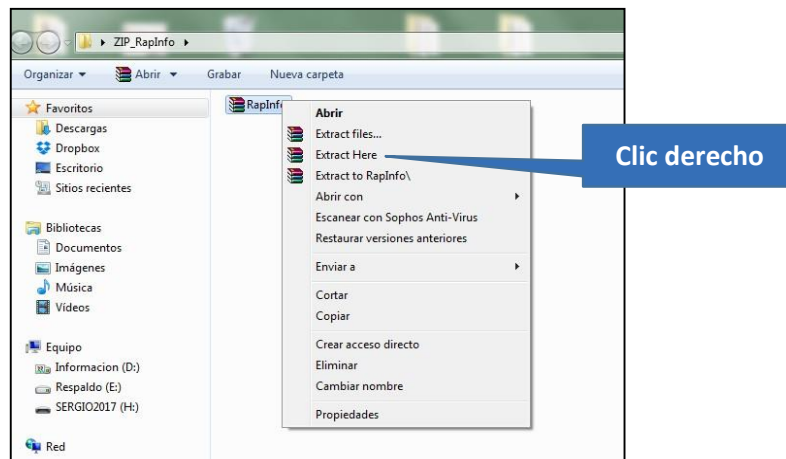 ZIP_RapInfo
Organizar
Abrir
Grabar
Nueva carpeta
Favoritos
Descargas
Dropbox
Escritorio
Sitios recientes
Bibliotecas
Documentos
Imágenes
Música
Vídeos
Equipo
Informacion (D:)
Respaldo (E:)
SERGIO2017 (H:)
Red
RapInfo
Abrir
Extract files...
Extract Here
Extract to RapInfo\
Abrir con
Escanear con Sophos Anti-Virus
Restaurar versiones anteriores
Enviar a
Cortar
Copiar
Crear acceso directo
Eliminar
Cambiar nombre
Propiedades
Clic derecho